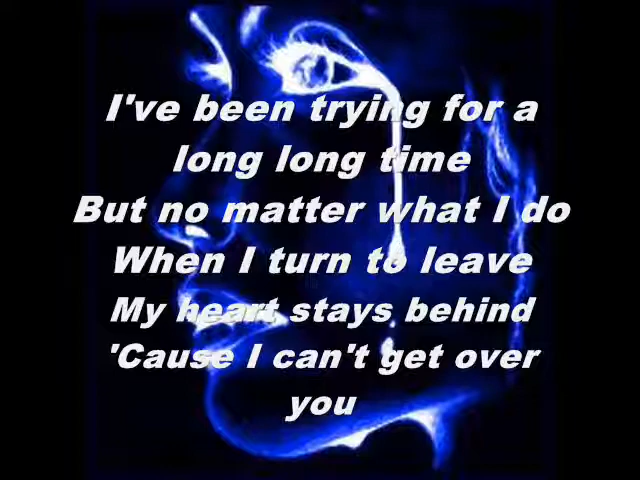 I've been trying for a
long long time
But no matter what I do
When I turn to leave
My heart stays behind
'Cause I can't get over
you